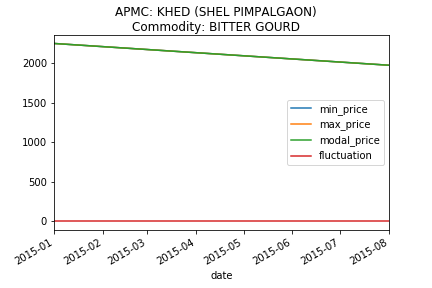 APMC: KHED (SHEL PIMPALGAON)
Commodity: BITTER GOURD
2000
1500
1000
500
0
min_price
max_price
modal_price
fluctuation
2015-01
2015-02
2015-03
2015-04
2015-05
2015-06
2015-07
2015-08
date